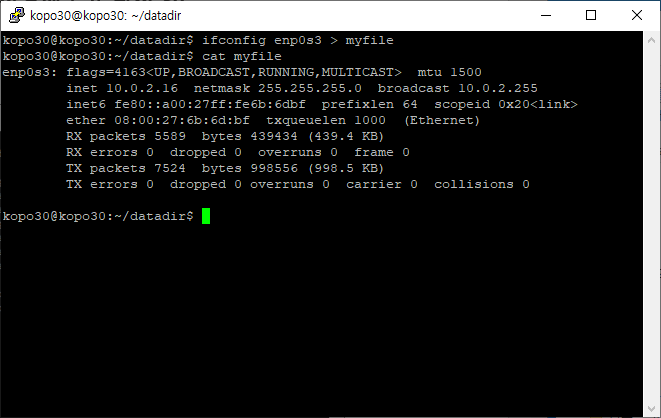 kopo30@kopo30: ~/datadir
kopo30@kopo30:~/datadir$ ifconfig enp0s3 > myfile
kopo30@kopo30:~/datadir$ cat myfile
enp0s3: flags=4163<UP,BROADCAST,RUNNING,MULTICAST>  mtu 1500
        inet 10.0.2.16  netmask 255.255.255.0  broadcast 10.0.2.255
        inet6 fe80::a00:27ff:fe6b:6dbf  prefixlen 64  scopeid 0x20<link>
        ether 08:00:27:6b:6d:bf  txqueuelen 1000  (Ethernet)
        RX packets 5589  bytes 439434 (439.4 KB)
        RX errors 0  dropped 0  overruns 0  frame 0
        TX packets 7524  bytes 998556 (998.5 KB)
        TX errors 0  dropped 0 overruns 0  carrier 0  collisions 0
kopo30@kopo30:~/datadir$